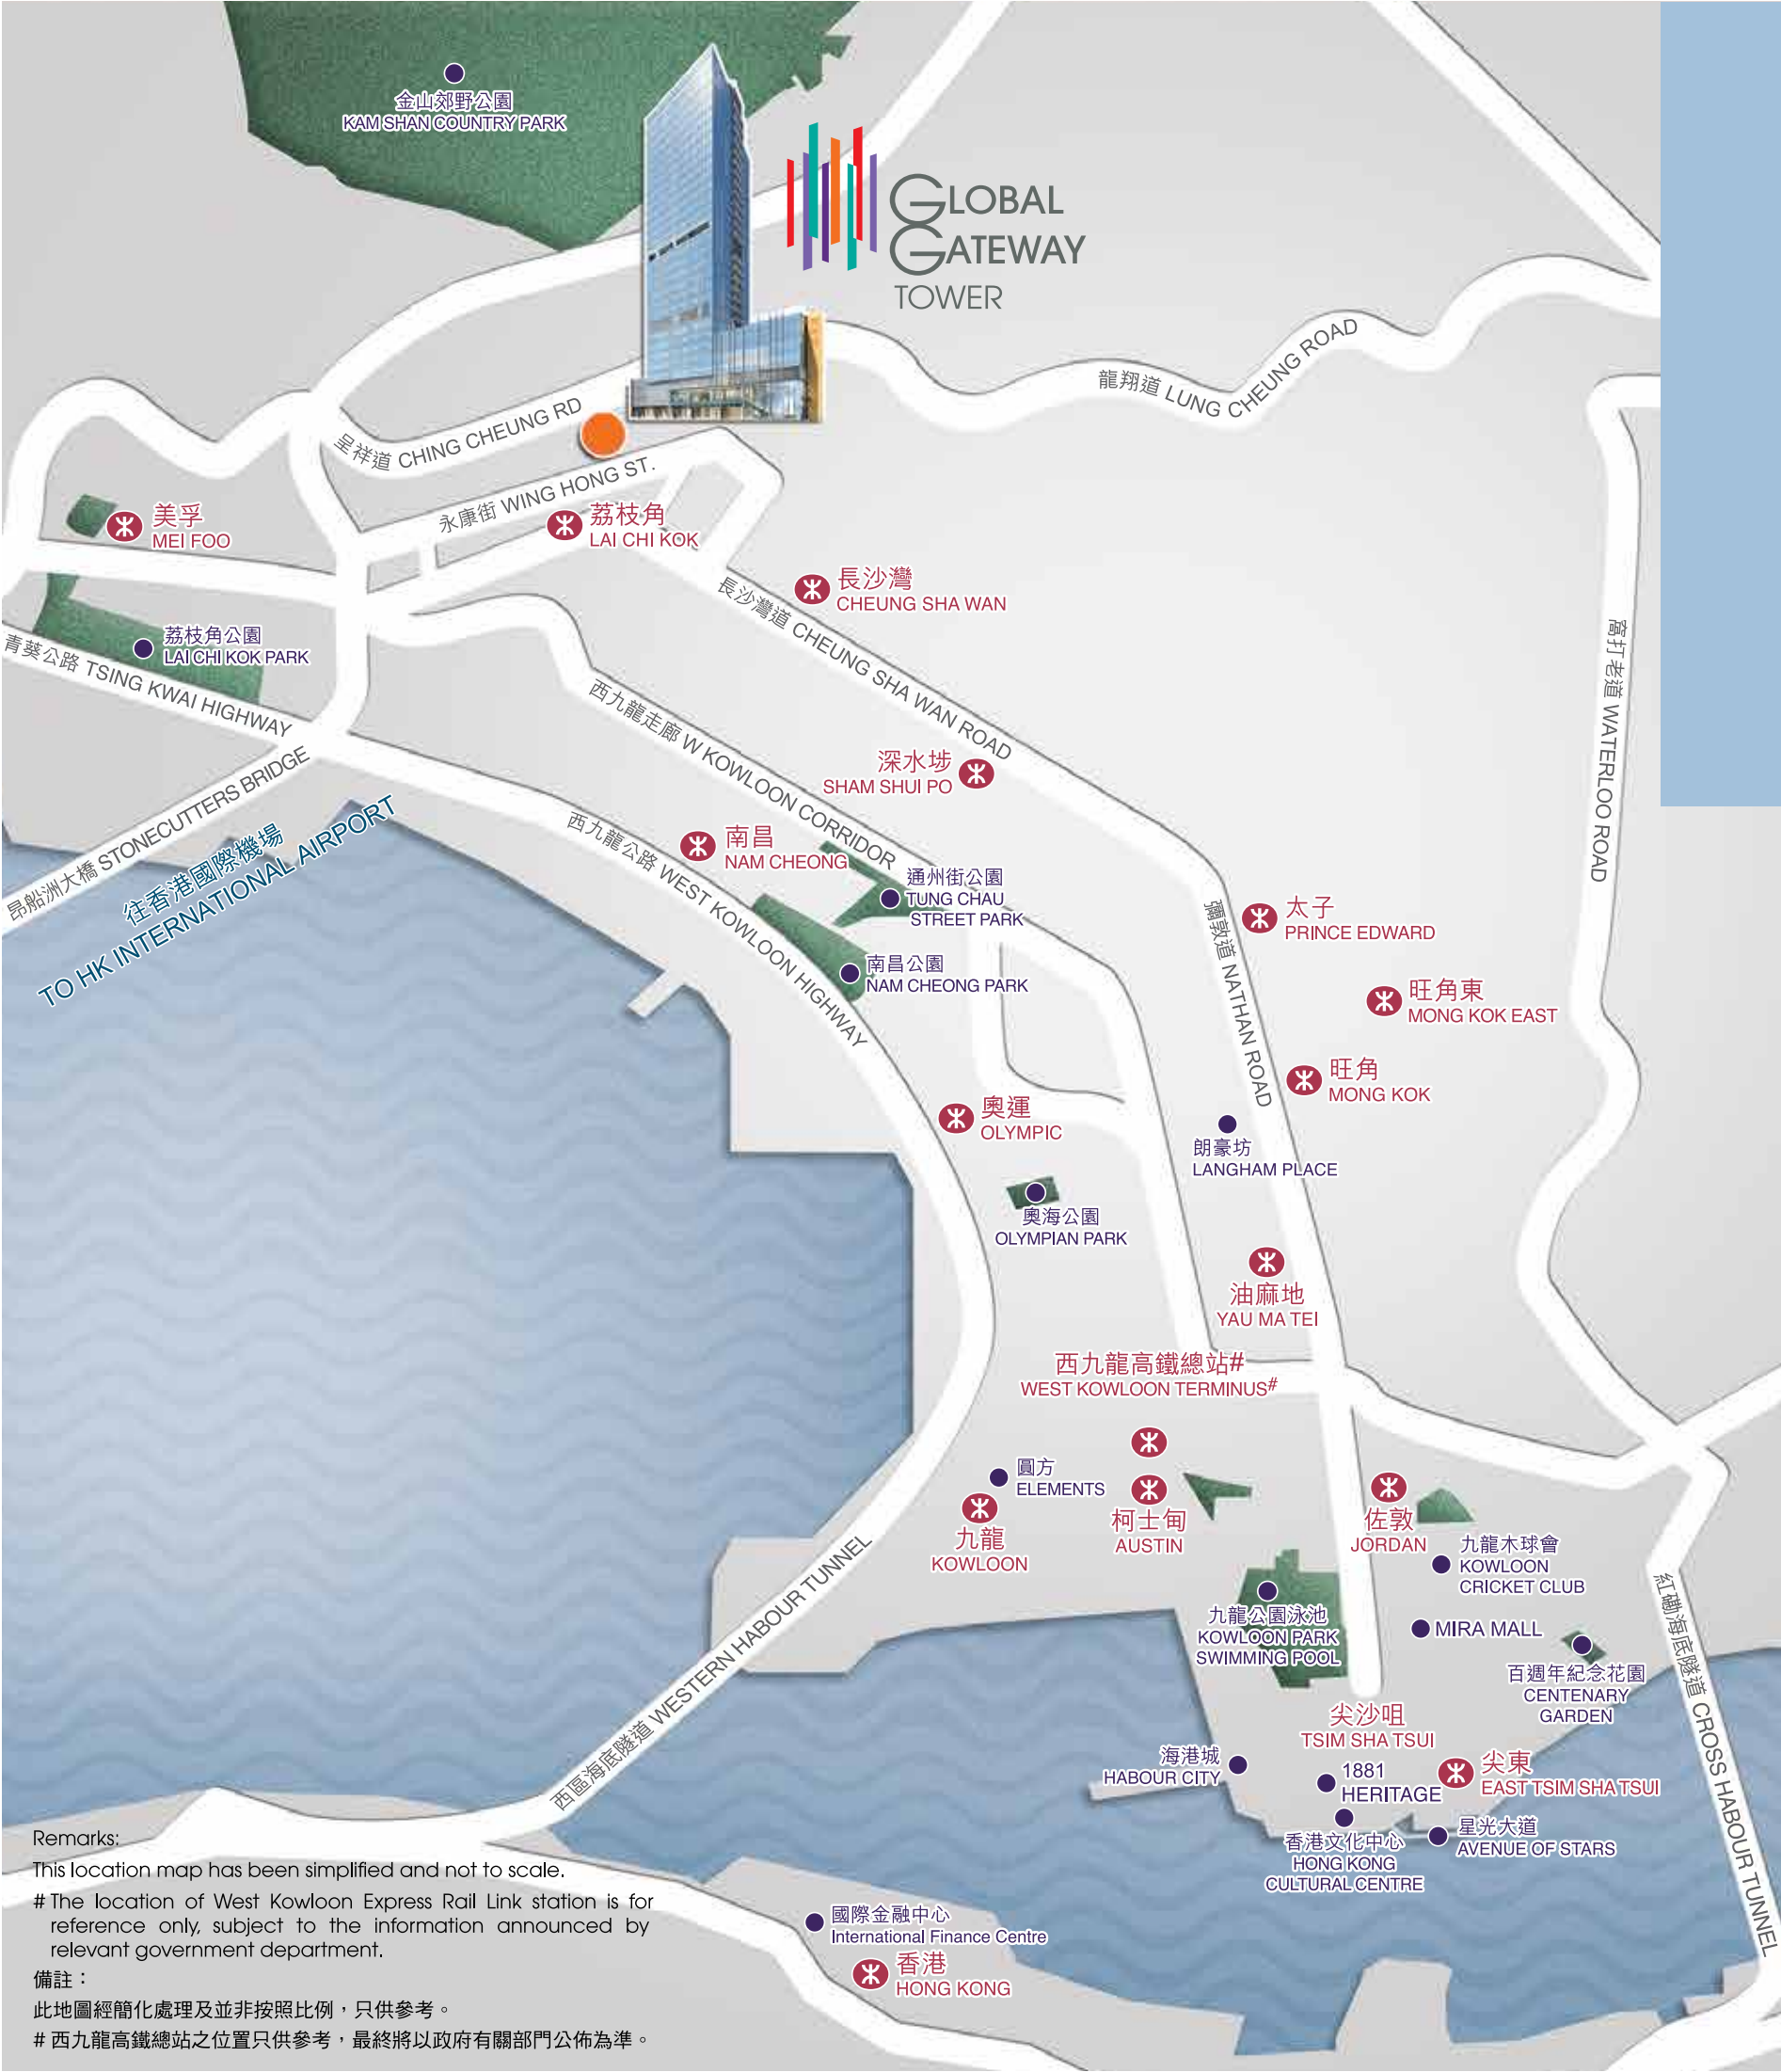 金山郊野公園
KAM SHAN COUNTRY PARK
GLOBAL
GATEWAY
TOWER
龍翔道 LUNG CHEUNG ROAD
呈祥道 CHING CHEUNG RD
永康街 WING HONG ST.
美孚
MEI FOO
荔枝角
LAI CHI KOK
長沙灣
CHEUNG SHA WAN
長沙灣道 CHEUNG SHA WAN ROAD
荔枝角公園
LAI CHI KOK PARK
青葵公路 TSING KWAI HIGHWAY
窩打老道 WATERLOO ROAD
西九龍走廊 W KOWLOON CORRIDOR
深水埗
SHAM SHUI PO
昂船洲大橋 STONECUTTERS BRIDGE
往香港國際機場
TO HK INTERNATIONAL AIRPORT
西九龍公路 WEST KOWLOON HIGHWAY
南昌
NAM CHEONG
通州街公園
TUNG CHAU
STREET PARK
南昌公園
NAM CHEONG PARK
彌敦道 NATHAN ROAD
太子
PRINCE EDWARD
旺角東
MONG KOK EAST
旺角
MONG KOK
奧運
OLYMPIC
朗豪坊
LANGHAM PLACE
奧海公園
OLYMPIAN PARK
油麻地
YAU MA TEI
西九龍高鐵總站#
WEST KOWLOON TERMINUS#
圓方
ELEMENTS
九龍
KOWLOON
柯士甸
AUSTIN
佐敦
JORDAN
九龍木球會
KOWLOON
CRICKET CLUB
九龍公園泳池
KOWLOON PARK
SWIMMING POOL
MIRA MALL
百週年紀念花園
CENTENARY
GARDEN
紅磡海底隧道 CROSS HABOUR TUNNEL
西區海底隧道 WESTERN HABOUR TUNNEL
尖沙咀
TSIM SHA TSUI
海港城
HABOUR CITY
1881
HERITAGE
尖東
EAST TSIM SHA TSUI
香港文化中心
HONG KONG
CULTURAL CENTRE
星光大道
AVENUE OF STARS
國際金融中心
International Finance Centre
香港
HONG KONG
Remarks:
This location map has been simplified and not to scale.
# The location of West Kowloon Express Rail Link station is for
reference only, subject to the information announced by
relevant government department.
備註：
此地圖經簡化處理及並非按照比例，只供參考。
# 西九龍高鐵總站之位置只供參考，最終將以政府有關部門公佈為準。